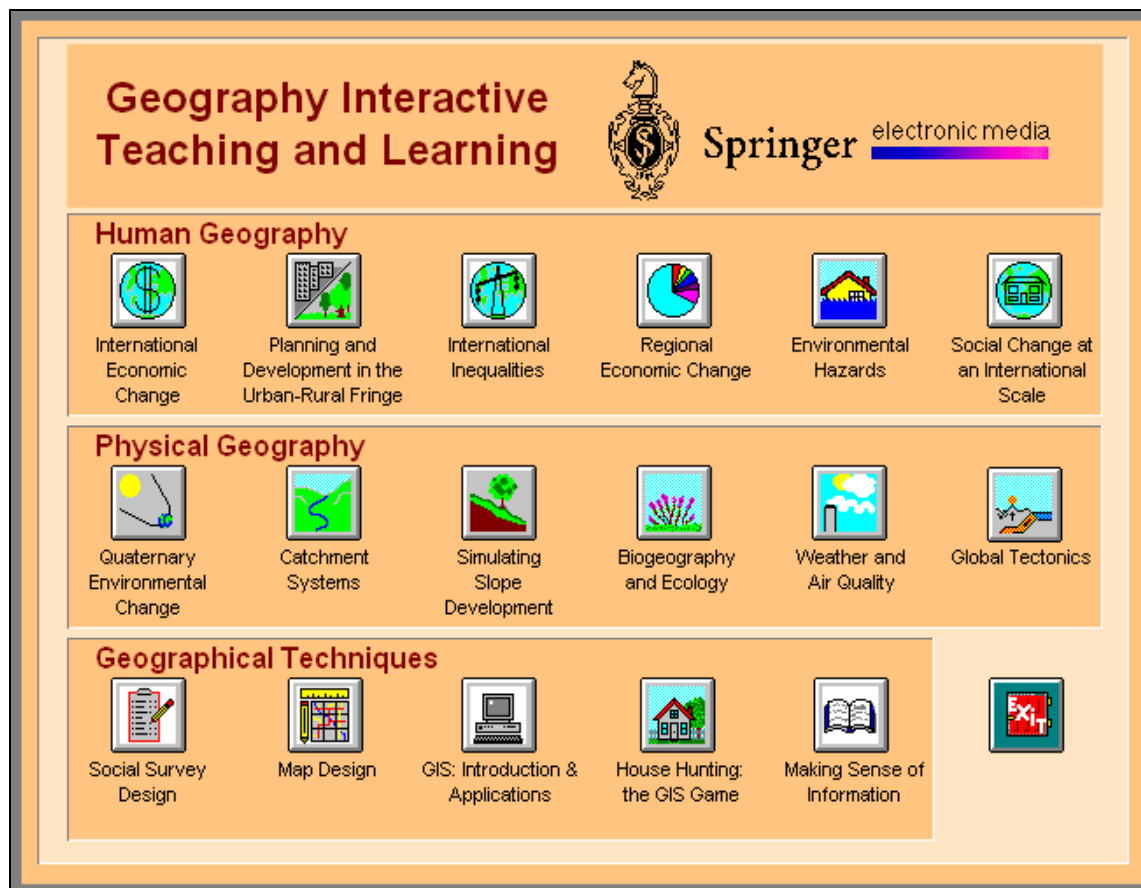 Geography Interactive
Teaching and Learning
Springer
electronic media
Human Geography
International
Economic
Change
Planning and
Development in the
Urban-Rural Fringe
International
Inequalities
Regional
Economic Change
Environmental
Hazards
Social Change at
an International
Scale
Physical Geography
Quaternary
Environmental
Change
Catchment
Systems
Simulating
Slope
Development
Biogeography
and Ecology
Weather and
Air Quality
Global Tectonics
Geographical Techniques
Social Survey
Design
Map Design
GIS: Introduction &
Applications
House Hunting:
the GIS Game
Making Sense of
Information
EXiT